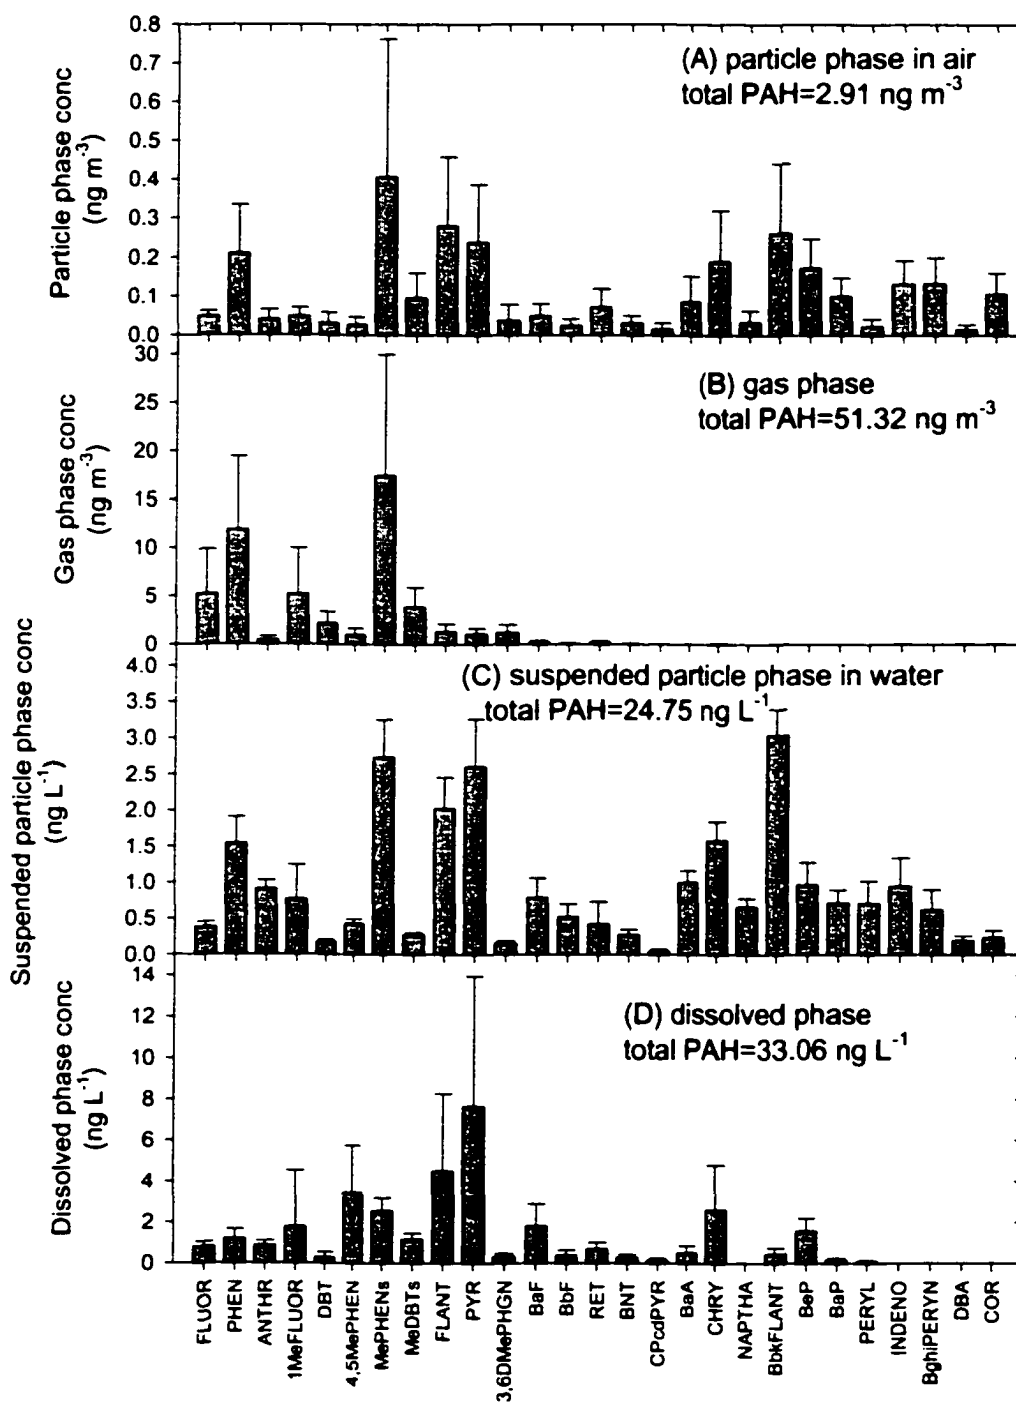 0.8
0.7
0.6
0.5
0.4
0.3
0.2
0.1
0.0
Particle phase conc
(ng m⁻³)
(A) particle phase in air
total PAH=2.91 ng m⁻³
30
25
20
15
10
5
0
Gas phase conc
(ng m⁻³)
(B) gas phase
total PAH=51.32 ng m⁻³
4.0
3.5
3.0
2.5
2.0
1.5
1.0
0.5
0.0
Suspended particle phase conc
(ng L⁻¹)
(C) suspended particle phase in water
total PAH=24.75 ng L⁻¹
14
12
10
8
6
4
2
0
Dissolved phase conc
(ng L⁻¹)
(D) dissolved phase
total PAH=33.06 ng L⁻¹
FLUOR
PHEN
ANTHR
1MeFLUOR
DBT
4,5MePHEN
MePHENs
MeDBTs
FLANT
PYR
3,6DMePHGN
BaF
BbF
RET
BNT
CPcdPYR
BaA
CHRY
NAPTHA
BbkFLANT
BeP
BaP
PERYL
INDENO
BghiPERYN
DBA
COR